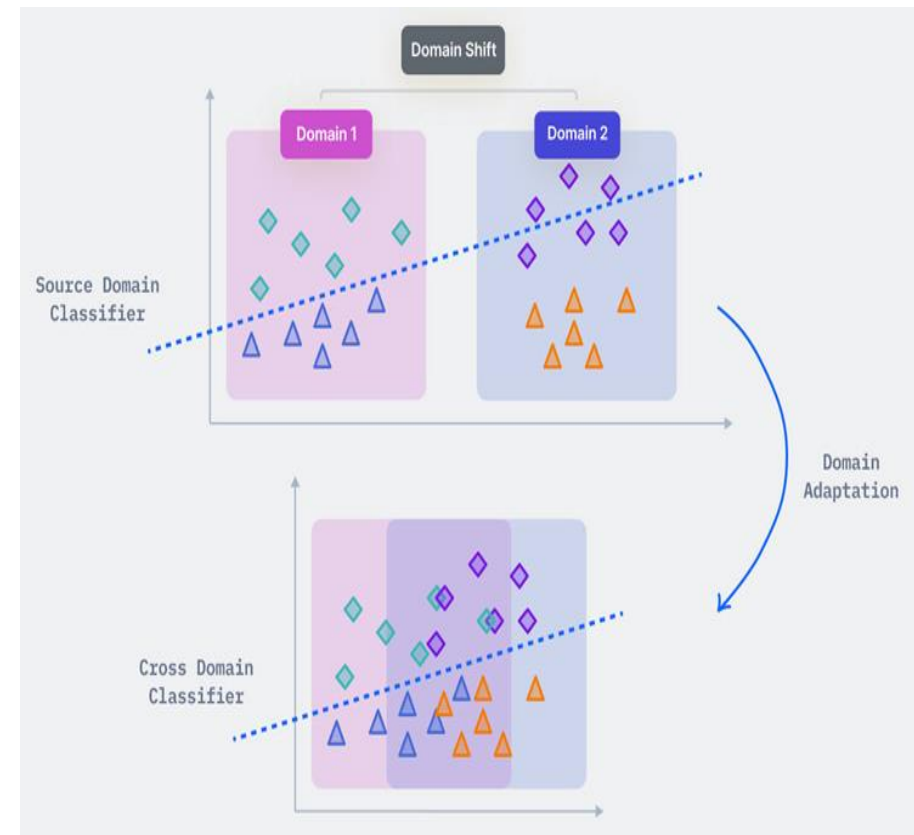 Domain Shift
Domain 1
Domain 2
Source Domain
Classifier
Domain
Adaptation
Cross Domain
Classifier